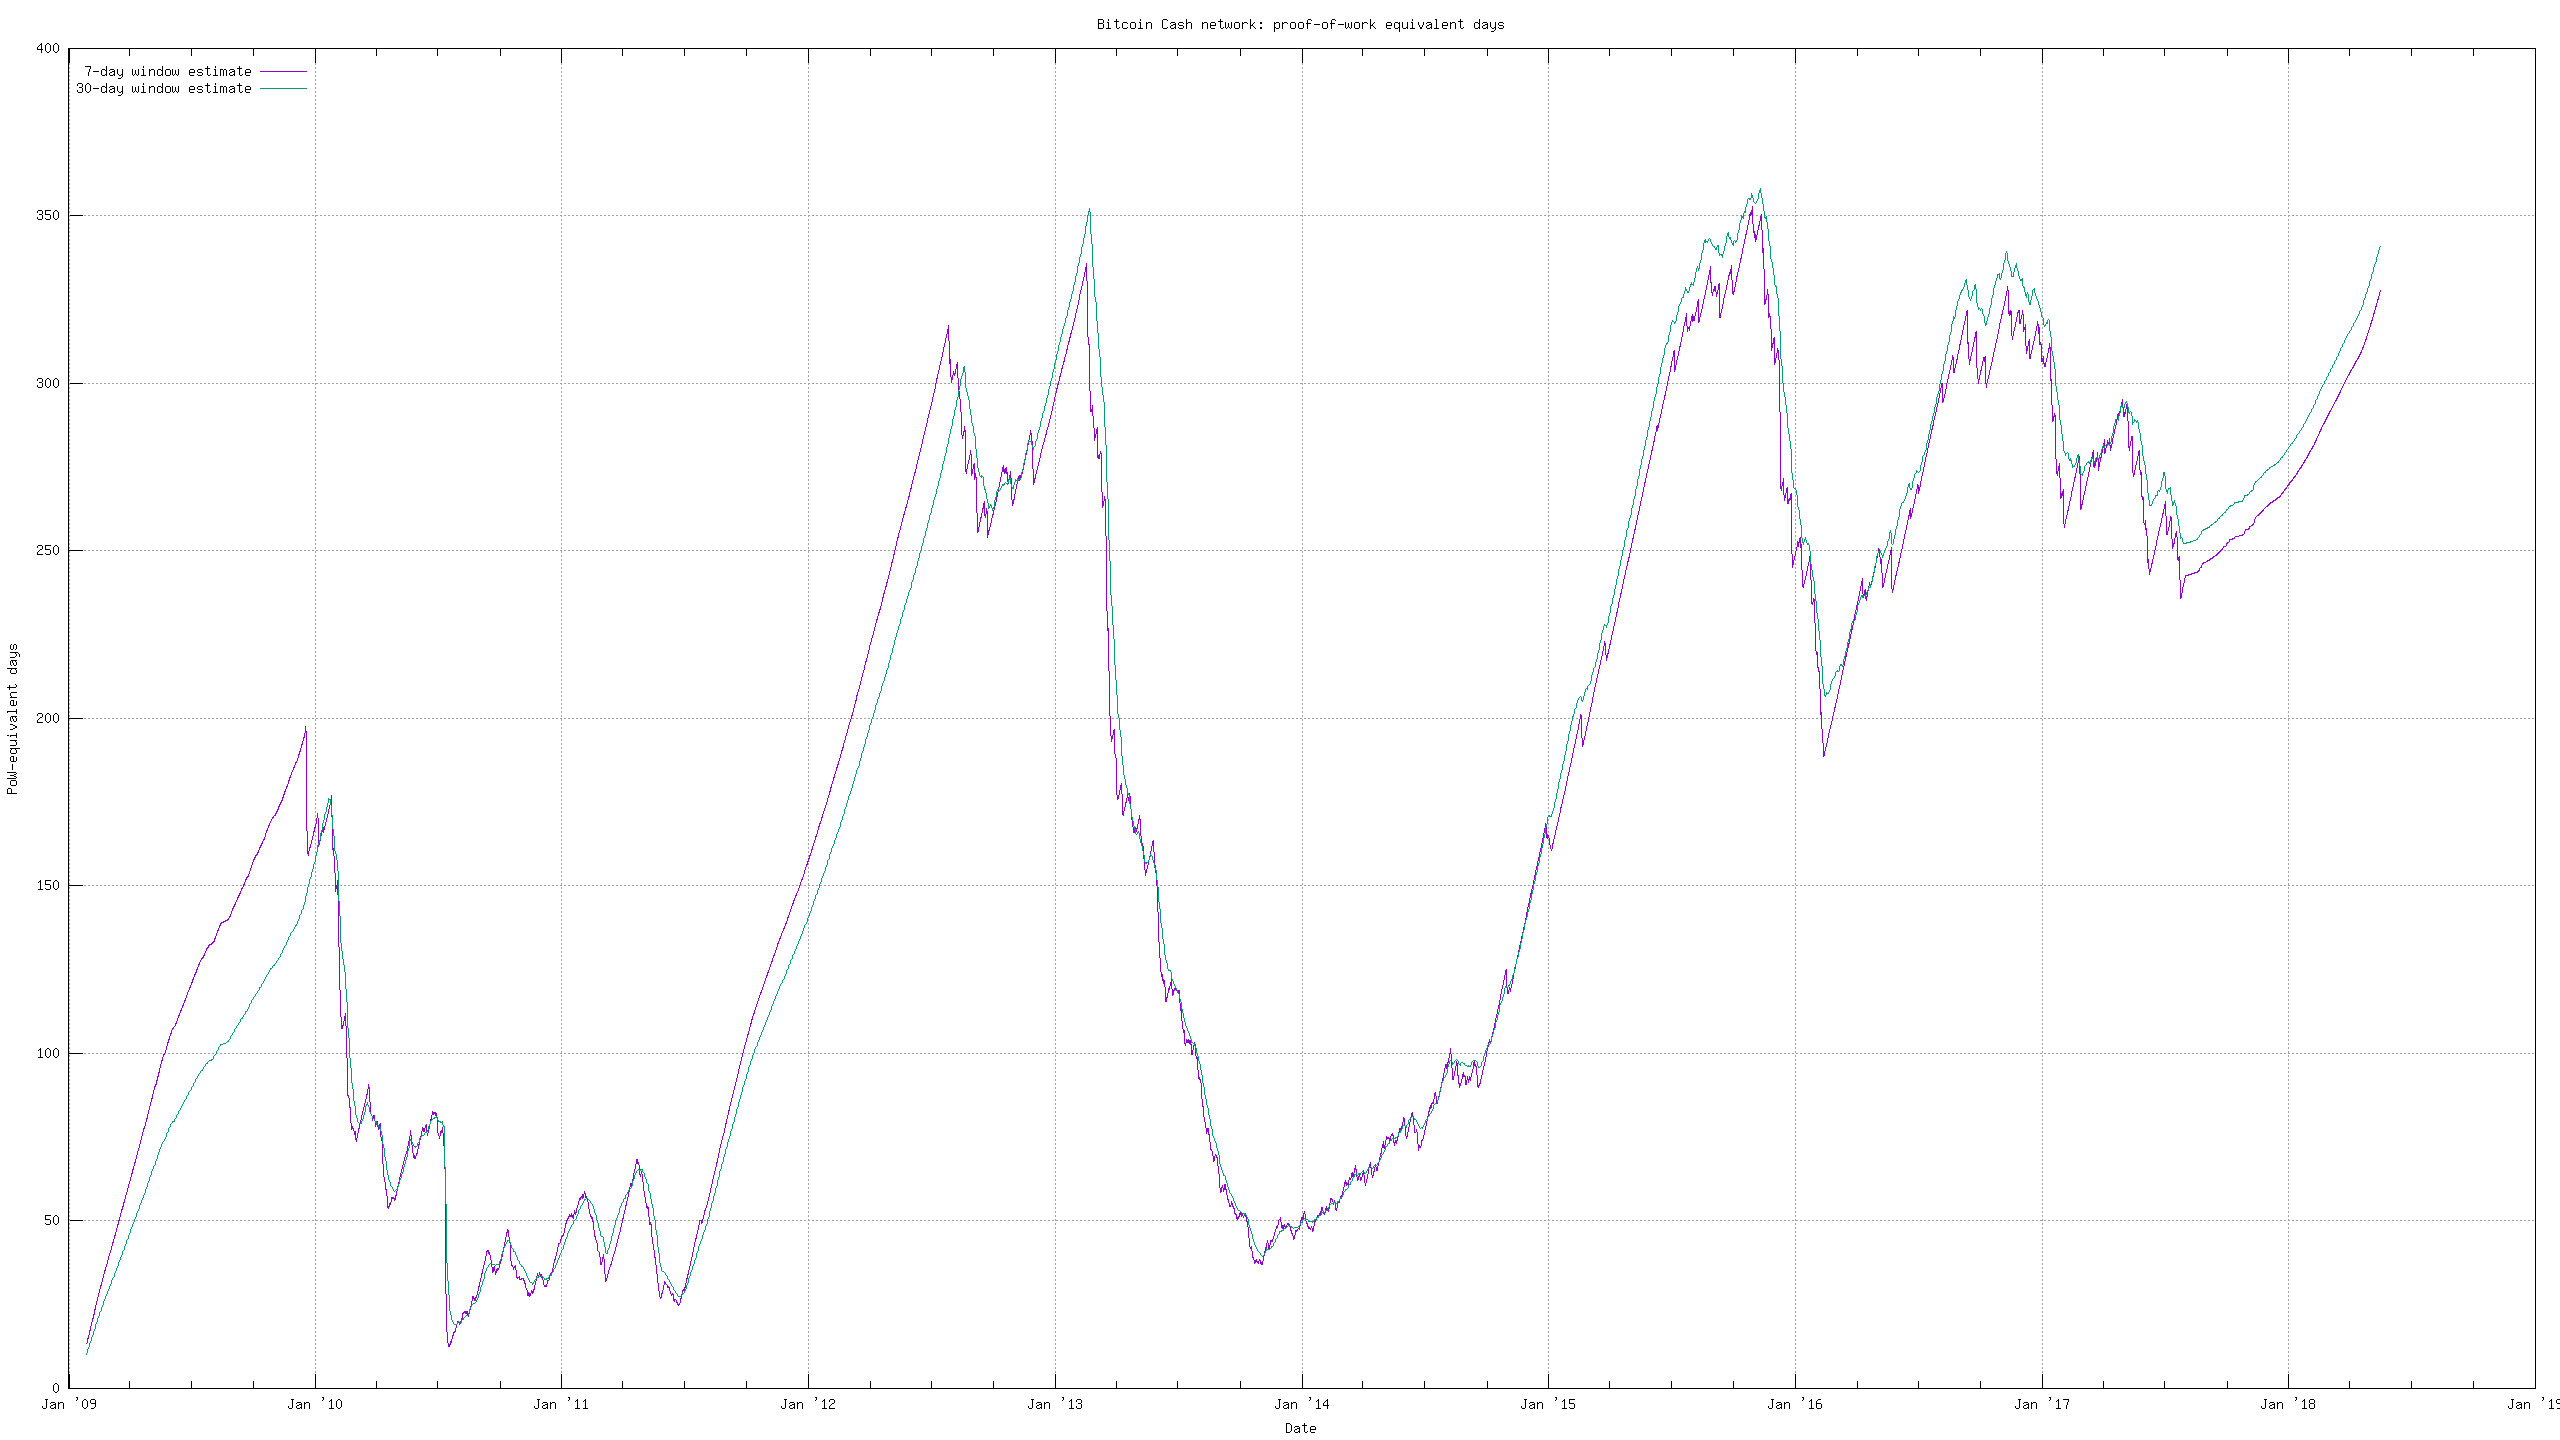 Bitcoin Cash network: proof-of-work equivalent days
400
7-day window estimate
30-day window estimate
350
300
250
200
150
100
50
0
PoW-equivalent days
Jan '09 Jan '10 Jan '11 Jan '12 Jan '13 Jan '14 Jan '15 Jan '16 Jan '17 Jan '18 Jan '19
Date